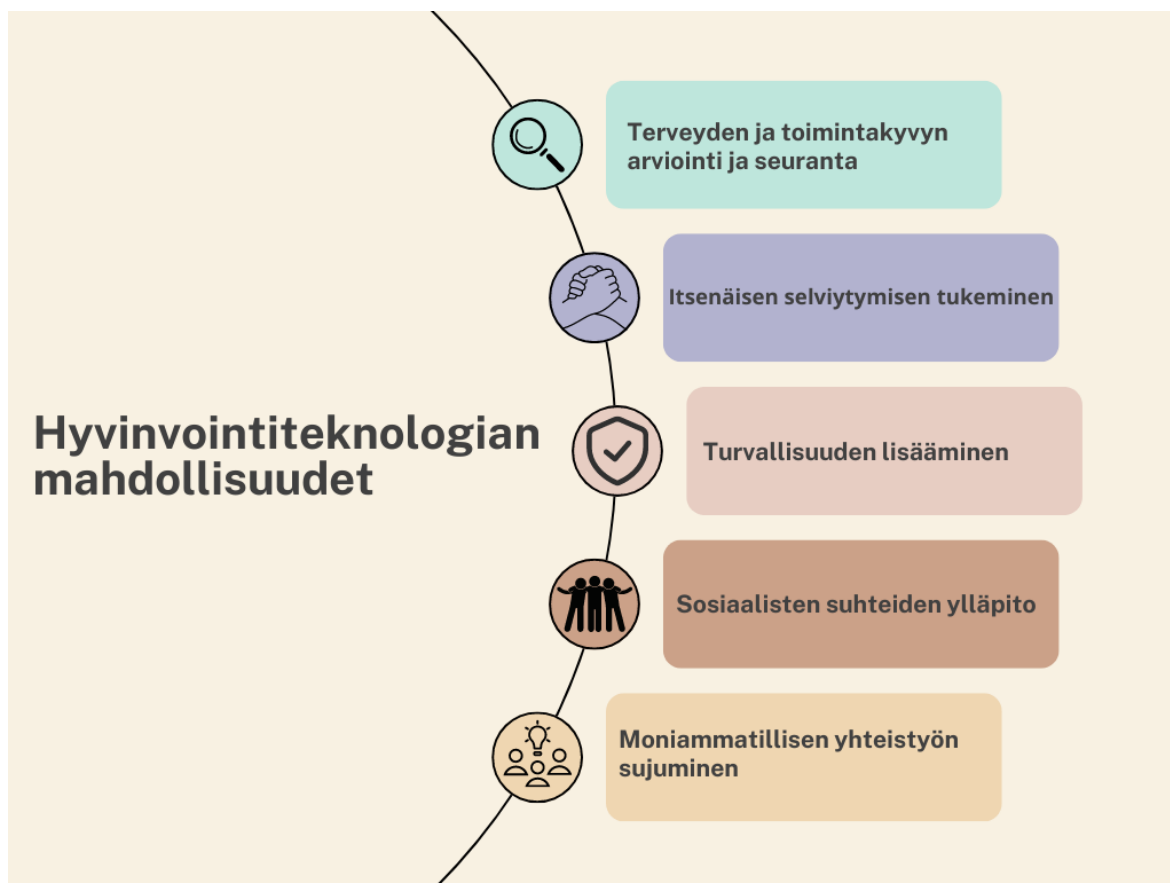 Hyvinvointiteknologian
mahdollisuudet
Terveyden ja toimintakyvyn
arviointi ja seuranta
Itsenäisen selviytymisen tukeminen
Turvallisuuden lisääminen
Sosiaalisten suhteiden ylläpito
Moniammatillisen yhteistyön
sujuminen